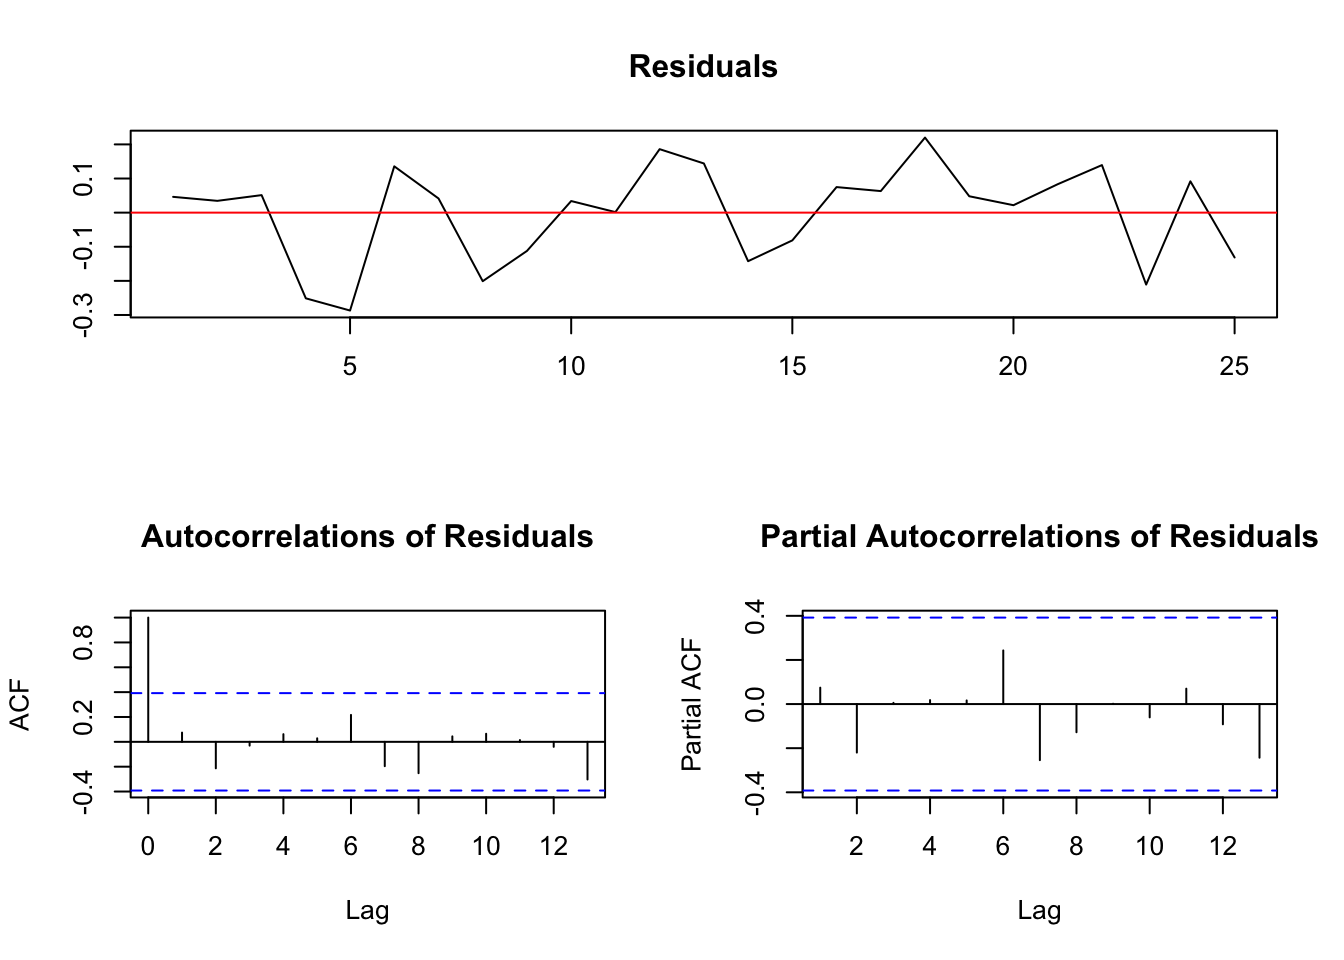 Residuals
0.1
-0.1
-0.3
5 10 15 20 25
Autocorrelations of Residuals
ACF
0.8
0.2
-0.4
0 2 4 6 8 10 12
Lag
Partial Autocorrelations of Residuals
Partial ACF
0.4
0.0
-0.4
2 4 6 8 10 12
Lag